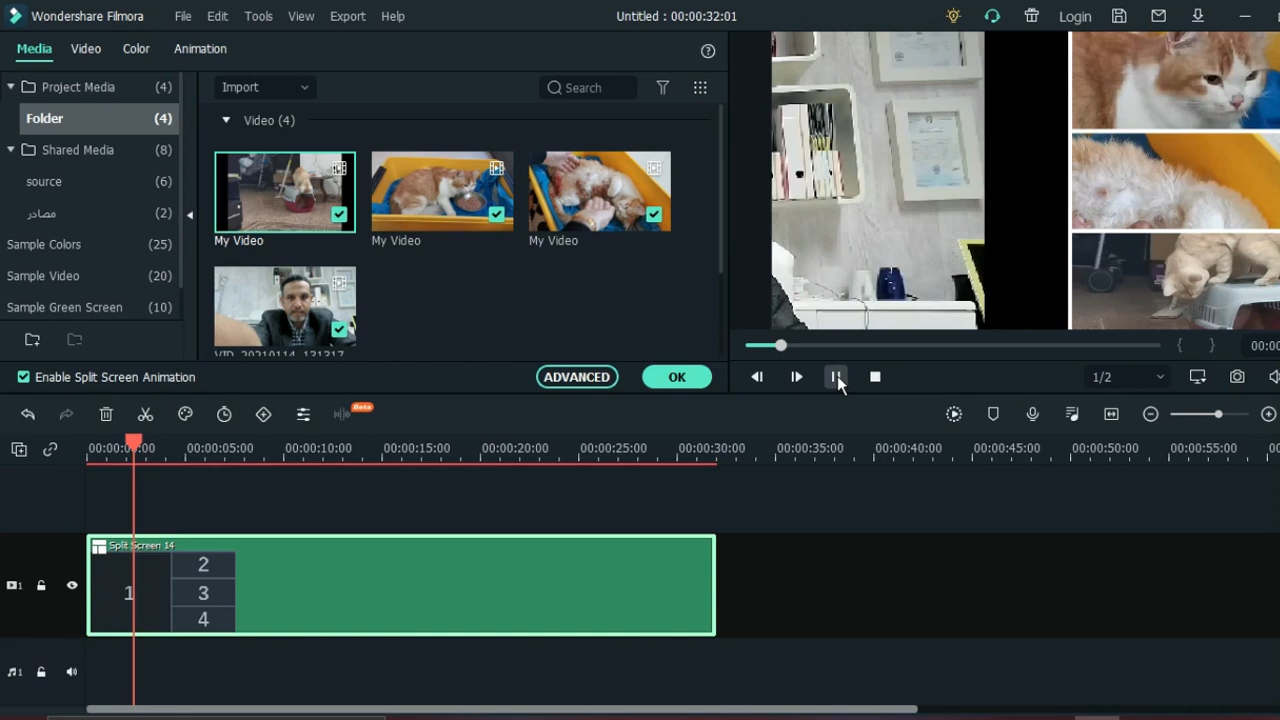 Wondershare Filmora File Edit Tools View Export Help Untitled : 00:00:32:01 Login
Media Video Color Animation
Project Media (4)
Folder (4)
Shared Media (8)
source (6)
مصادر (2)
Sample Colors (25)
Sample Video (20)
Sample Green Screen (10)
Import Search
Video (4)
My Video My Video My Video
VID_20210114_131317
Enable Split Screen Animation ADVANCED OK
00:00
1/2
Beta
00:00:05:00 00:00:10:00 00:00:15:00 00:00:20:00 00:00:25:00 00:00:30:00 00:00:35:00 00:00:40:00 00:00:45:00 00:00:50:00 00:00:55:00
Split Screen 14
1 2 3 4
1
1